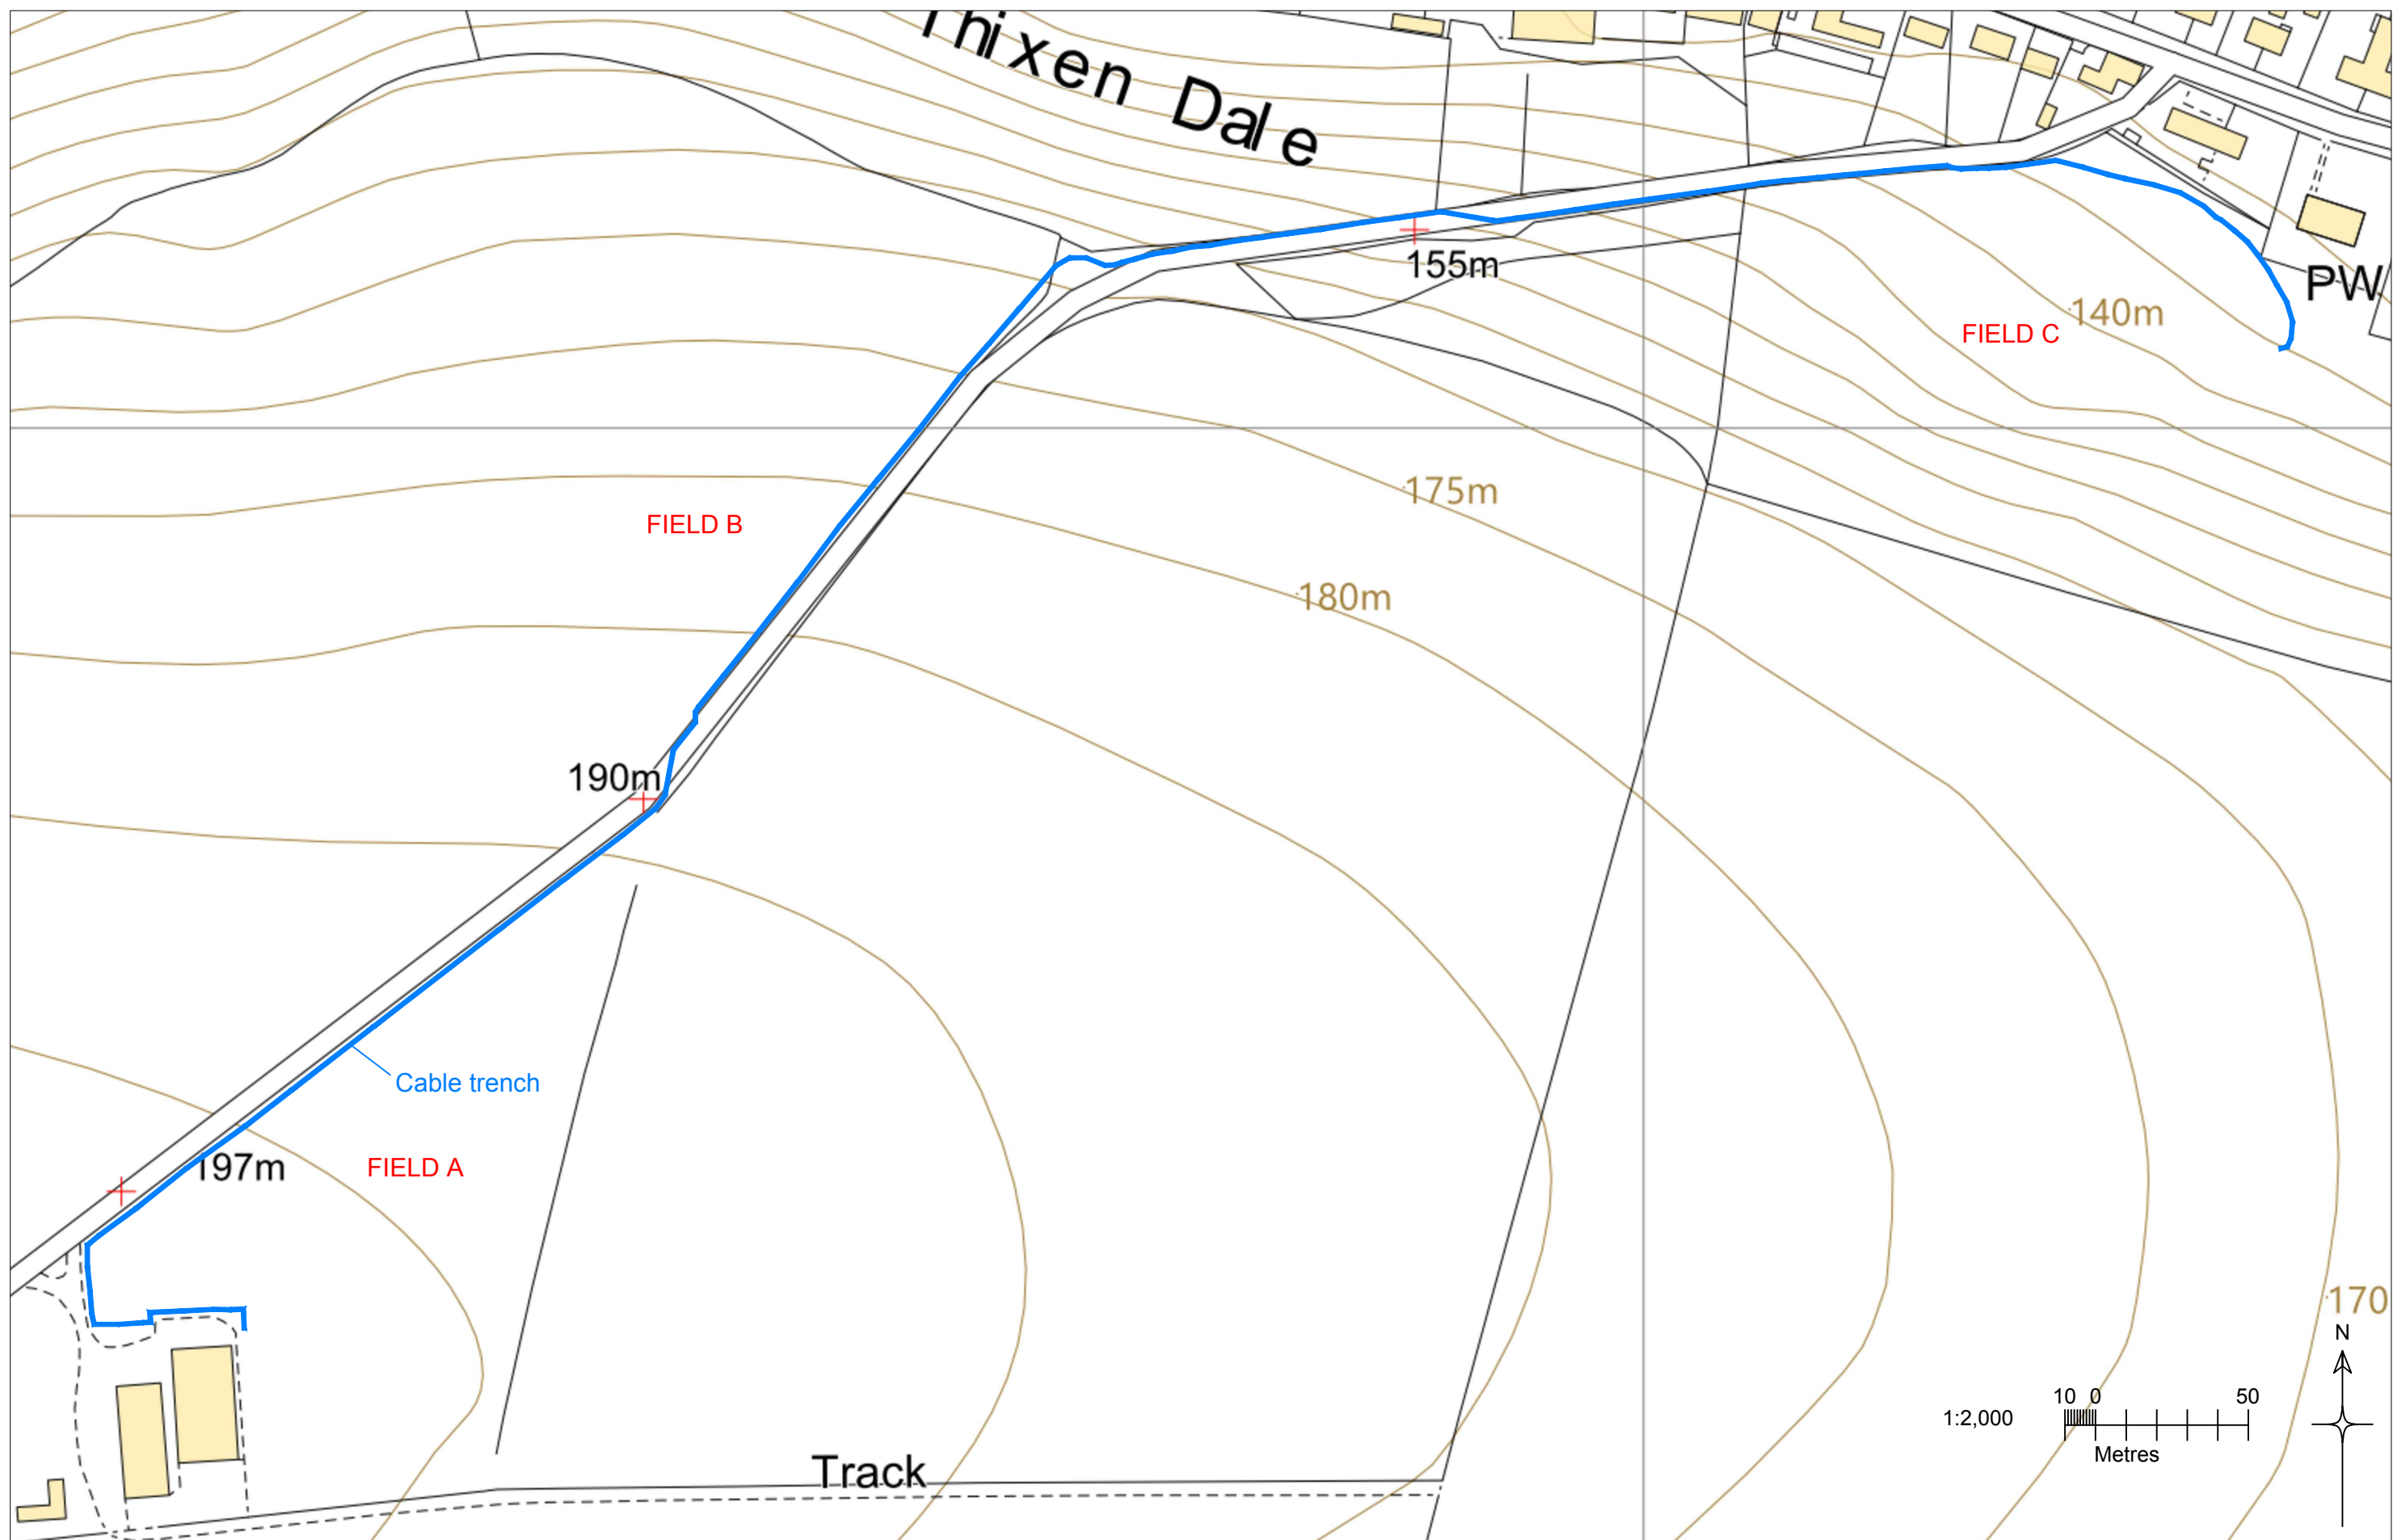 Thixen Dale
155m
PW
140m
FIELD C
175m
FIELD B
180m
190m
Cable trench
197m
FIELD A
170
N
10 0 50
1:2,000
Metres
Track